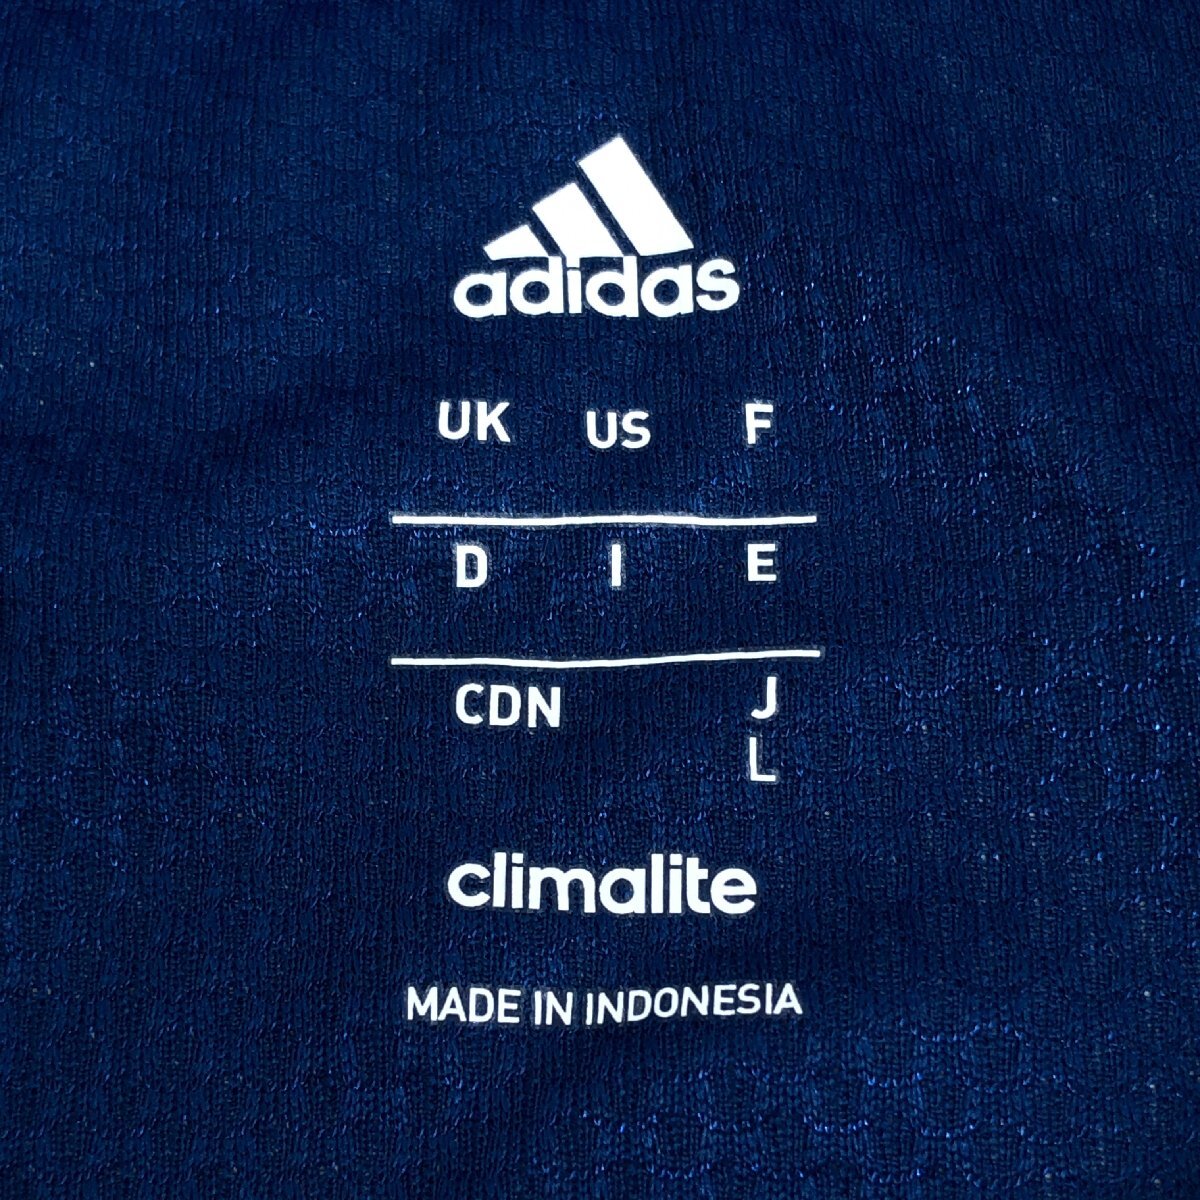 adidas
UK US F
D I E
CDN J
L
climalite
MADE IN INDONESIA